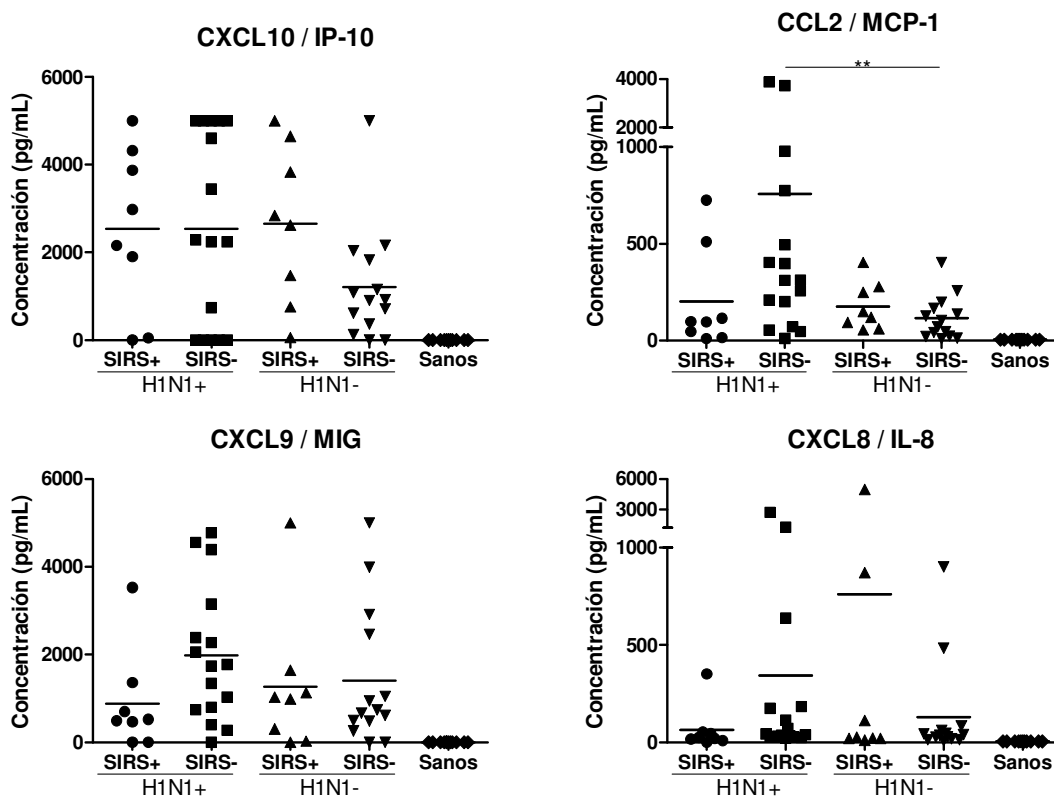 CXCL10 / IP-10
Concentración (pg/mL)
6000
4000
2000
0
SIRS+ SIRS- SIRS+ SIRS- Sanos
H1N1+ H1N1-
CCL2 / MCP-1
**
Concentración (pg/mL)
4000
2000
1000
500
0
SIRS+ SIRS- SIRS+ SIRS- Sanos
H1N1+ H1N1-
CXCL9 / MIG
Concentración (pg/mL)
6000
4000
2000
0
SIRS+ SIRS- SIRS+ SIRS- Sanos
H1N1+ H1N1-
CXCL8 / IL-8
Concentración (pg/mL)
6000
3000
1000
500
0
SIRS+ SIRS- SIRS+ SIRS- Sanos
H1N1+ H1N1-